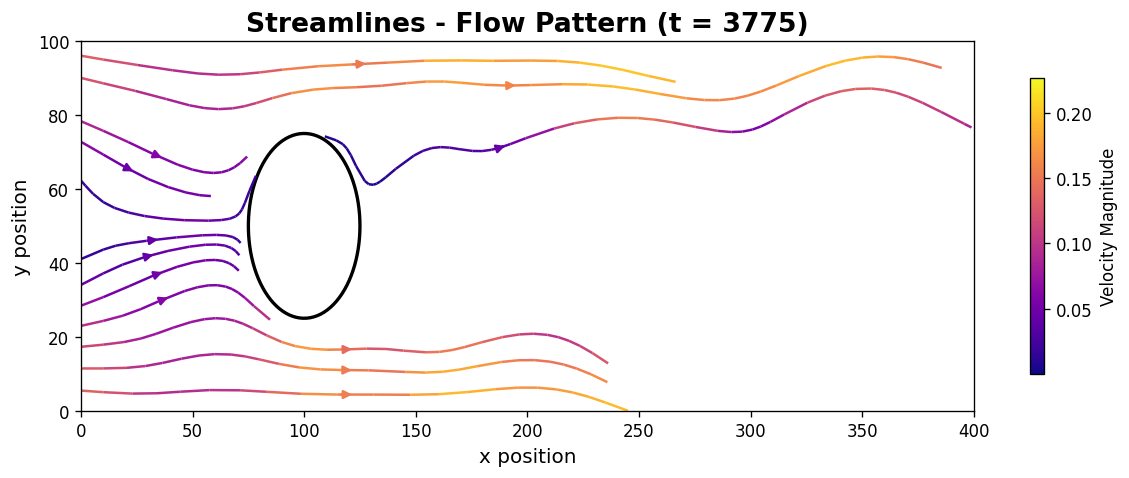 Streamlines - Flow Pattern (t = 3775)
100
80
60
40
20
0
y position
0 50 100 150 200 250 300 350 400
x position
0.20
0.15
0.10
0.05
Velocity Magnitude